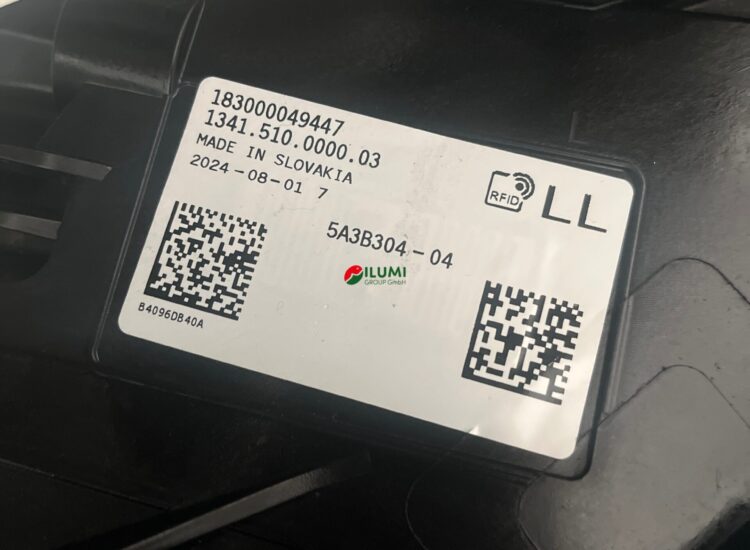 183000049447
1341.510.0000.03
MADE IN SLOVAKIA
2024-08-01 7
RFID
LL
5A3B304-04
ILUMI
GROUP GmbH
B4096DB40A